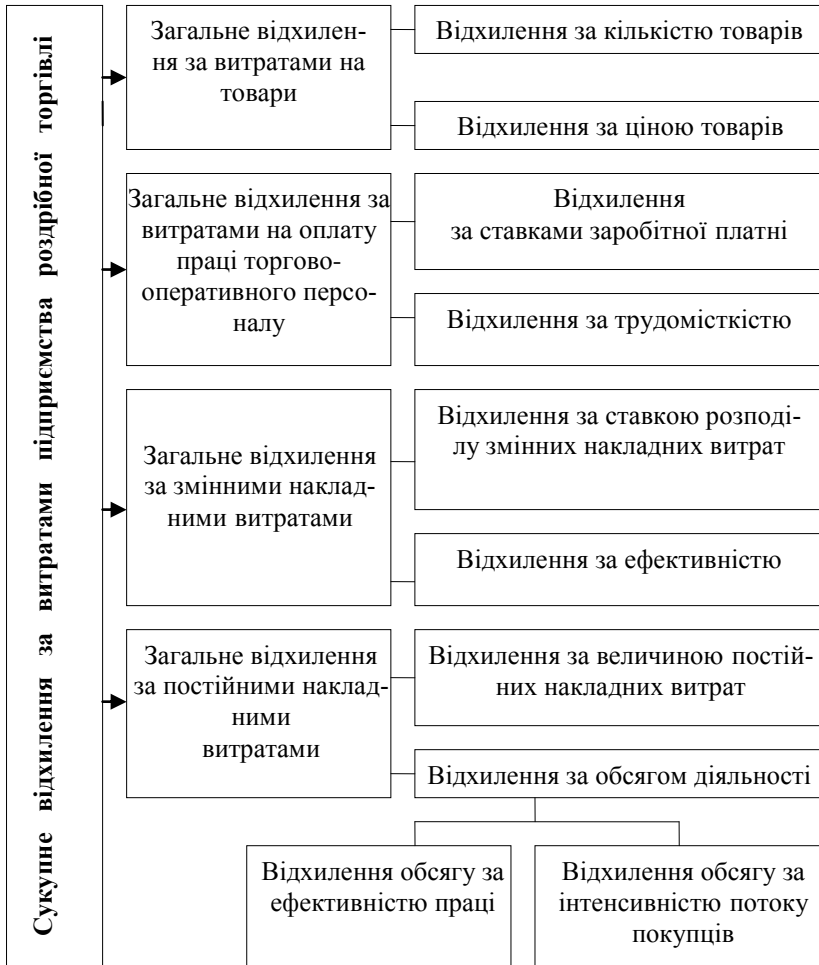 Сукупне відхилення за витратами підприємства роздрібної торгівлі
Загальне відхилен-
ня за витратами на
товари
Відхилення за кількістю товарів
Відхилення за ціною товарів
Загальне відхилення за
витратами на оплату
праці торгово-
оперативного персо-
налу
Відхилення
за ставками заробітної платні
Відхилення за трудомісткістю
Загальне відхилення
за змінними наклад-
ними витратами
Відхилення за ставкою розподі-
лу змінних накладних витрат
Відхилення за ефективністю
Загальне відхилення
за постійними наклад-
ними
витратами
Відхилення за величиною постій-
них накладних витрат
Відхилення за обсягом діяльності
Відхилення обсягу за
ефективністю праці
Відхилення обсягу за
інтенсивністю потоку
покупців